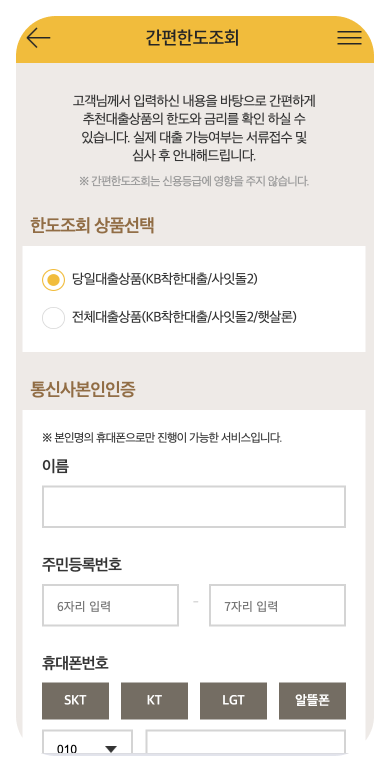 간편한도조회
고객님께서 입력하신 내용을 바탕으로 간편하게
추천대출상품의 한도와 금리를 확인 하실 수
있습니다. 실제 대출 가능여부는 서류접수 및
심사 후 안내해드립니다.
※ 간편한도조회는 신용등급에 영향을 주지 않습니다.
한도조회 상품선택
당일대출상품(KB착한대출/사잇돌2)
전체대출상품(KB착한대출/사잇돌2/햇살론)
통신사본인인증
※ 본인명의 휴대폰으로만 진행이 가능한 서비스입니다.
이름
주민등록번호
6자리 입력 - 7자리 입력
휴대폰번호
SKT KT LGT 알뜰폰
010